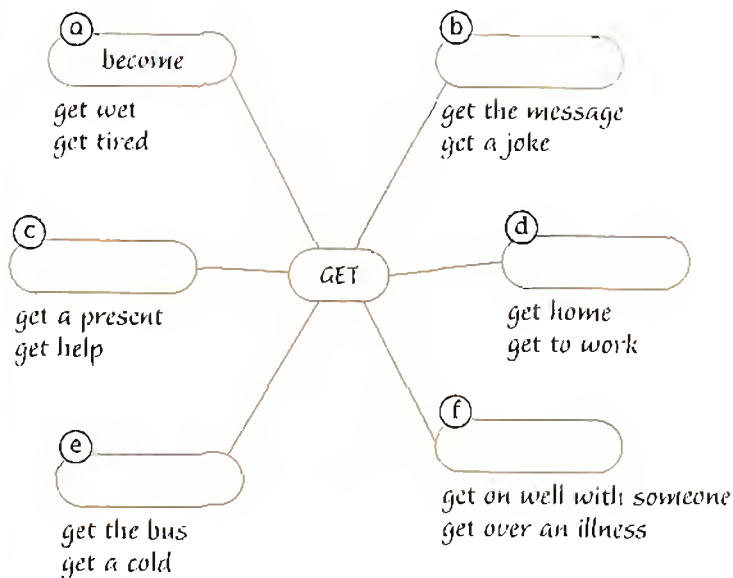 a
become
get wet
get tired
b
get the message
get a joke
c
get a present
get help
GET
d
get home
get to work
e
get the bus
get a cold
f
get on well with someone
get over an illness